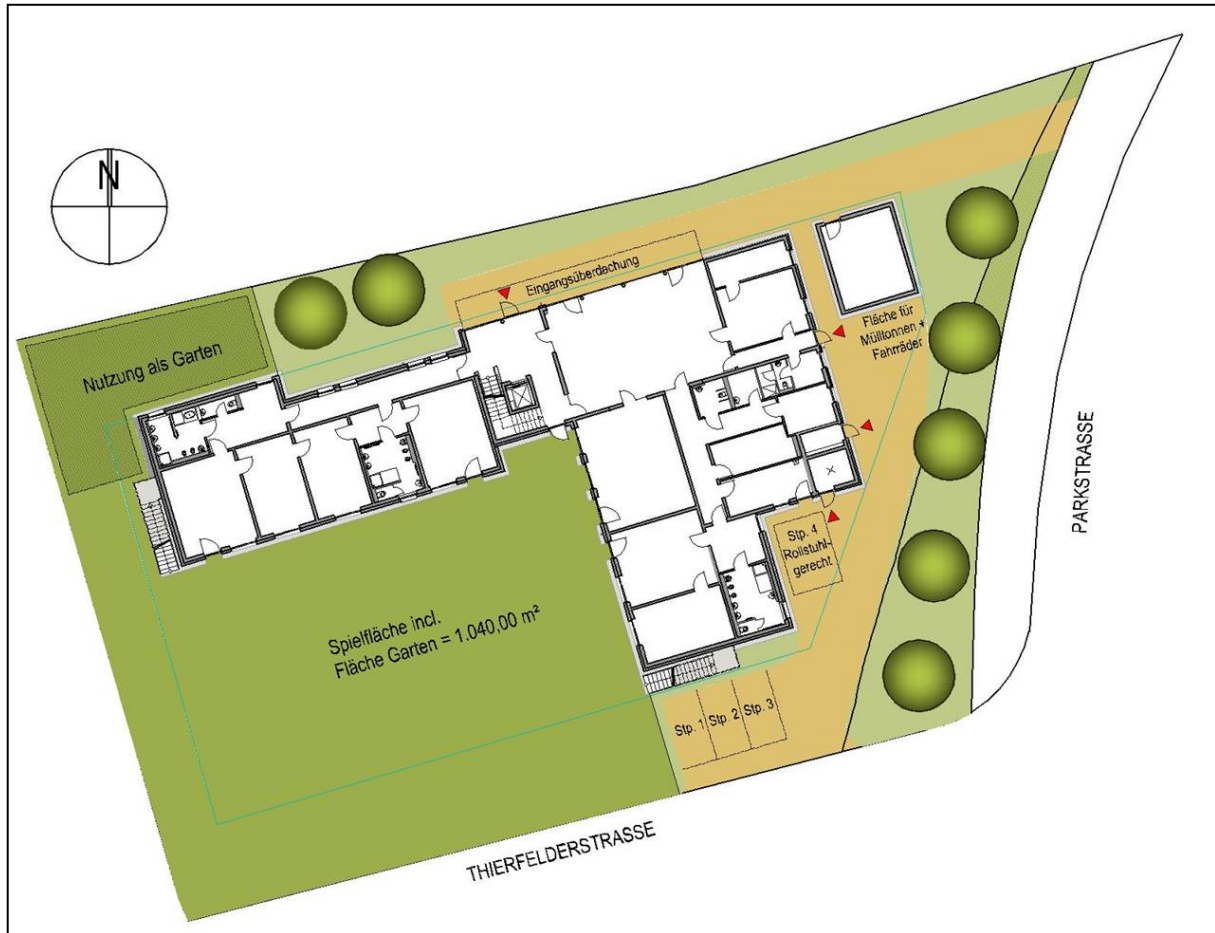 N
Eingangsüberdachung
Fläche für
Mülltonnen +
Fahrräder
Nutzung als Garten
PARKSTRASSE
Stp. 4
Rollstuhl-
gerecht
Spielfläche incl.
Fläche Garten = 1.040,00 m²
Stp. 1 Stp. 2 Stp. 3
THIERFELDERSTRASSE